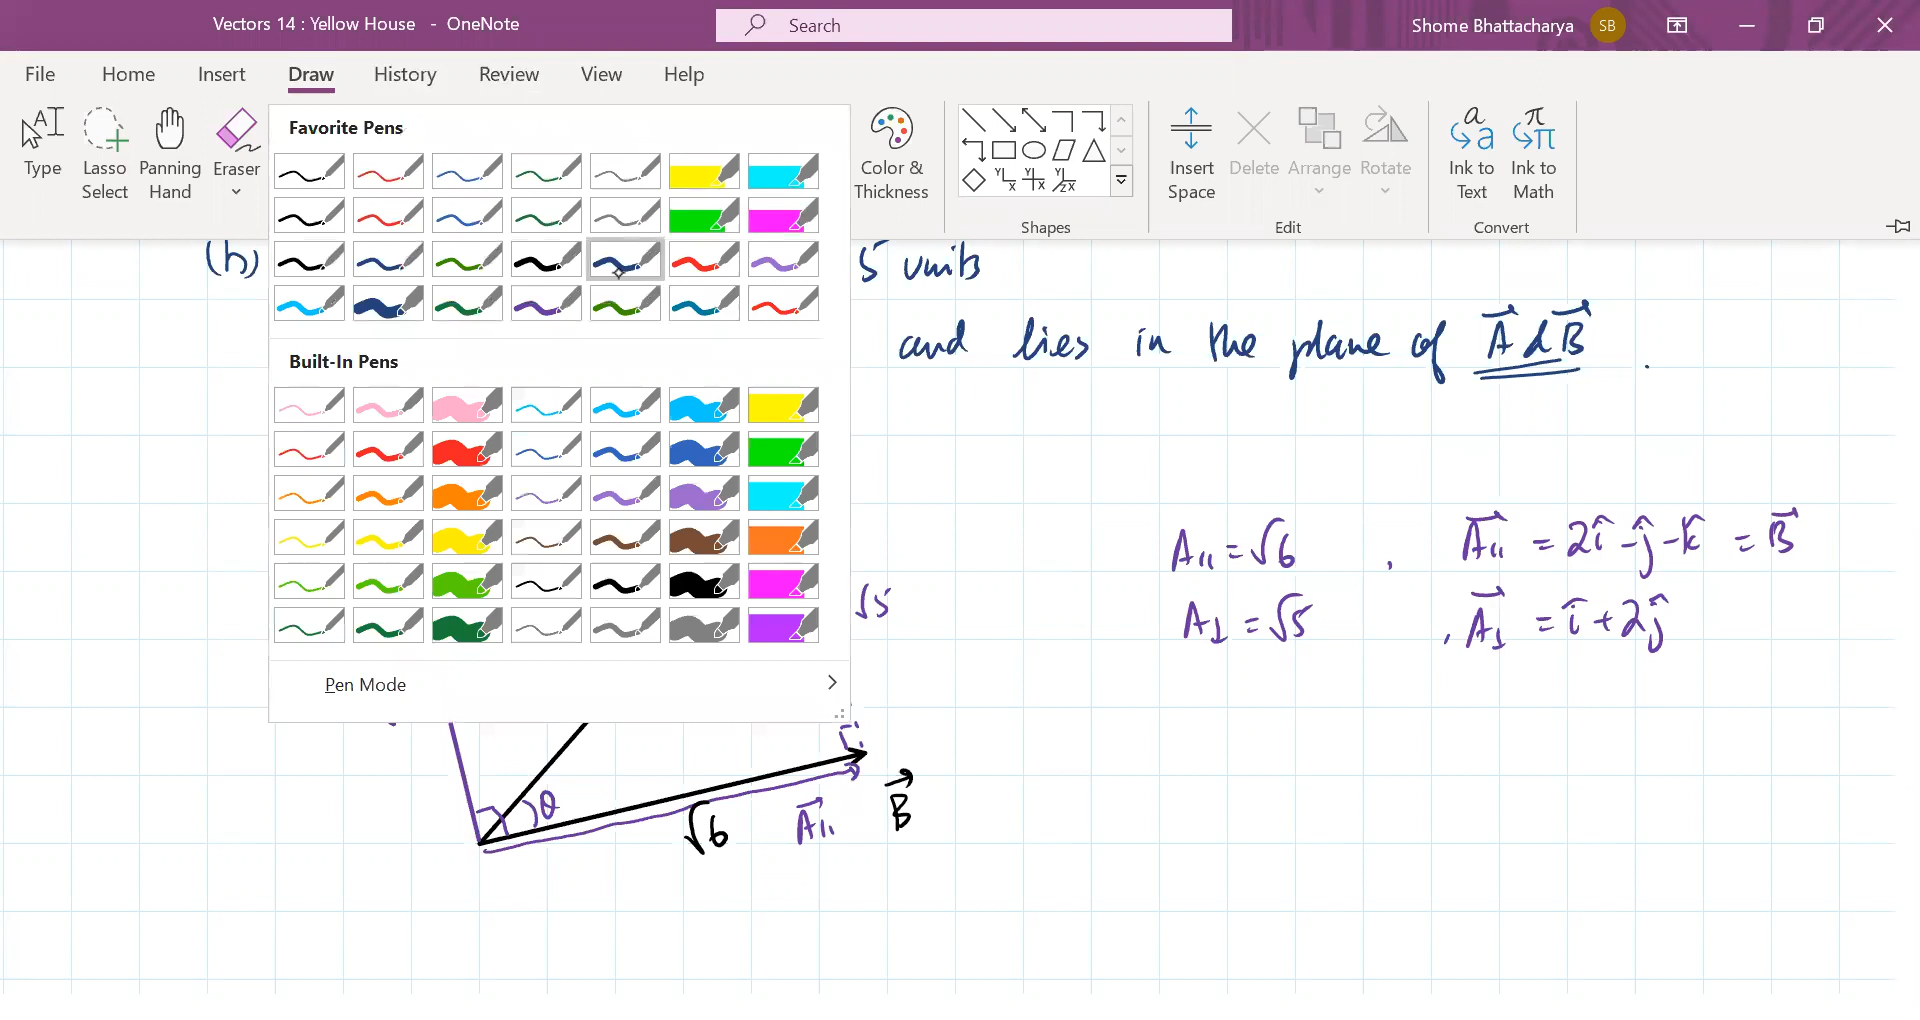 Vectors 14 : Yellow House - OneNote
Search
Shome Bhattacharya SB
File Home Insert Draw History Review View Help
Type
Lasso Select
Panning Hand
Eraser
Favorite Pens
Built-In Pens
Pen Mode
Color & Thickness
Shapes
Insert Space
Delete
Arrange
Rotate
Edit
Ink to Text
Ink to Math
Convert
(b) 5 units
and lies in the plane of A⃗ & B⃗ .
A₁₁ = √6 , A⃗₁₁ = 2î - ĵ - k̂ = B⃗
√5 A⊥ = √5 , A⃗⊥ = î + 2ĵ
θ
√6 A⃗₁₁ B⃗